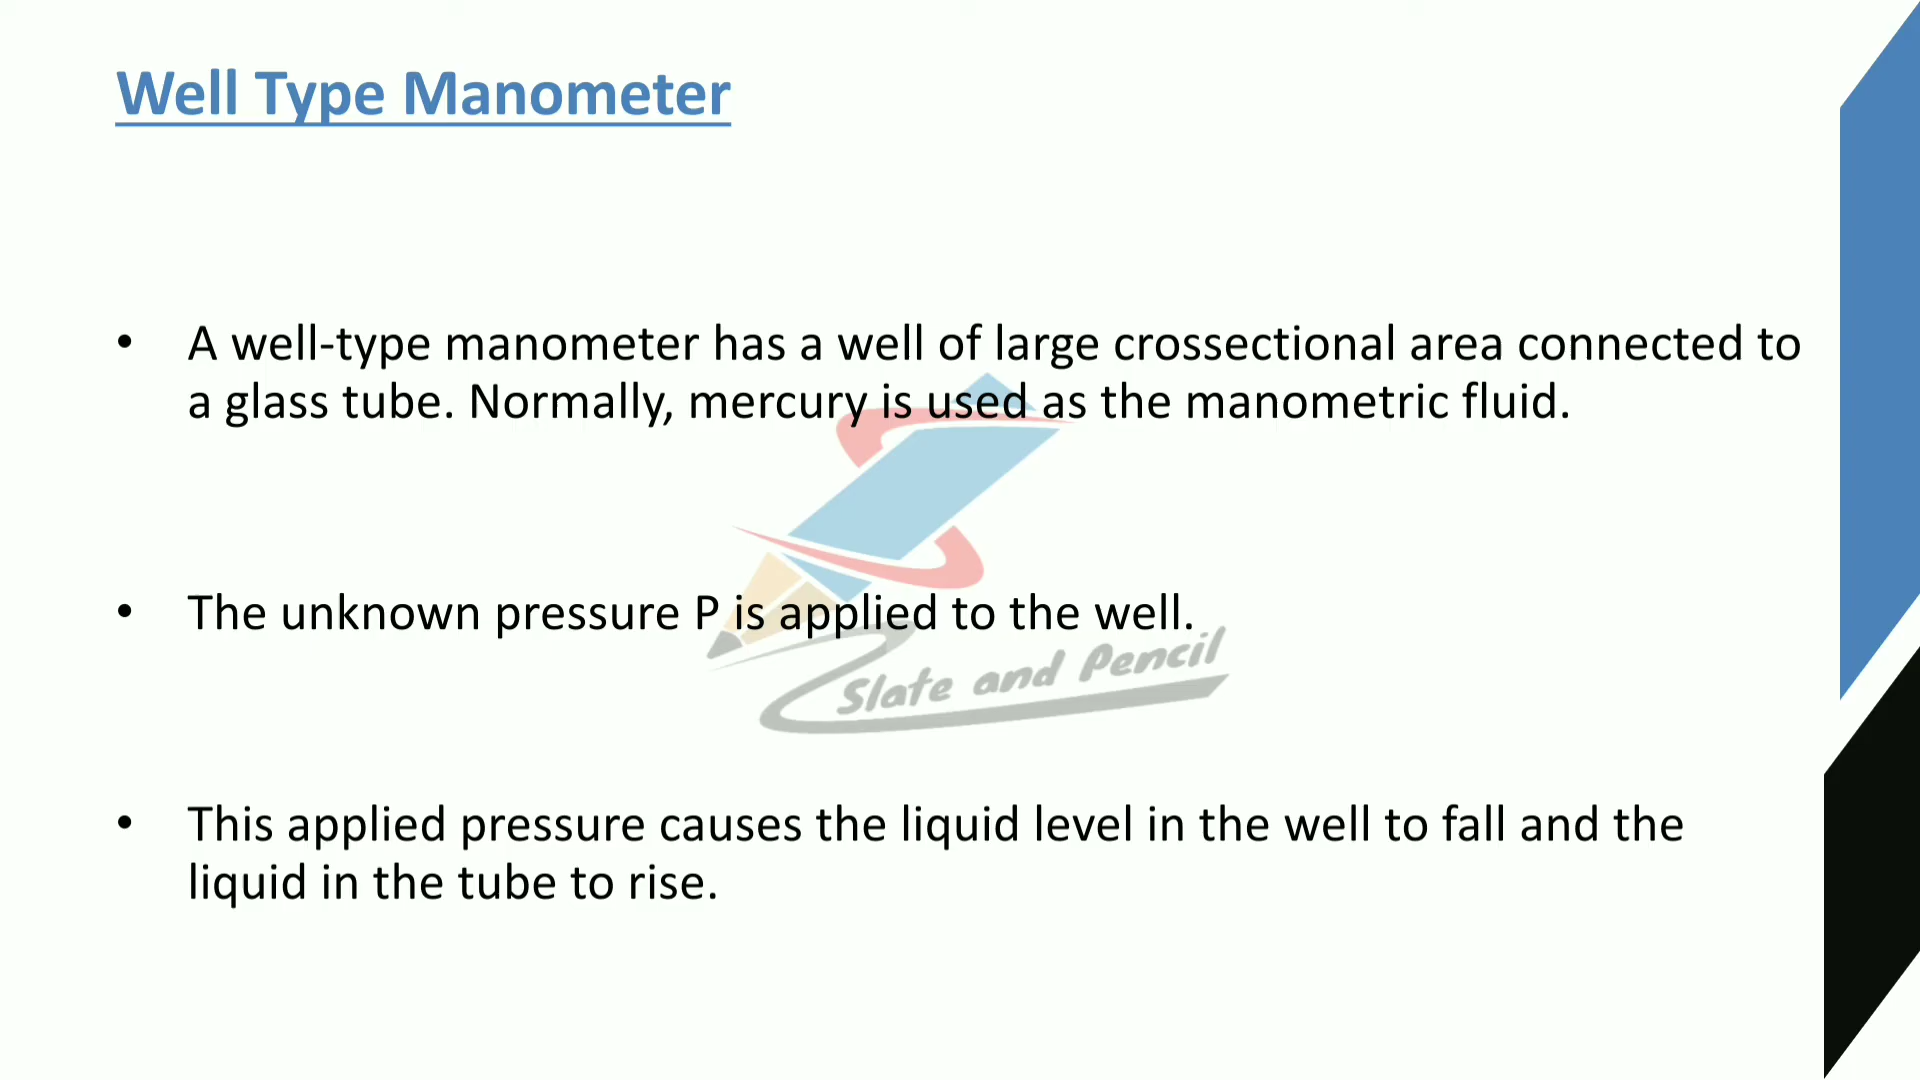 Well Type Manometer
• A well-type manometer has a well of large crossectional area connected to
a glass tube. Normally, mercury is used as the manometric fluid.
• The unknown pressure P is applied to the well.
Slate and Pencil
• This applied pressure causes the liquid level in the well to fall and the
liquid in the tube to rise.